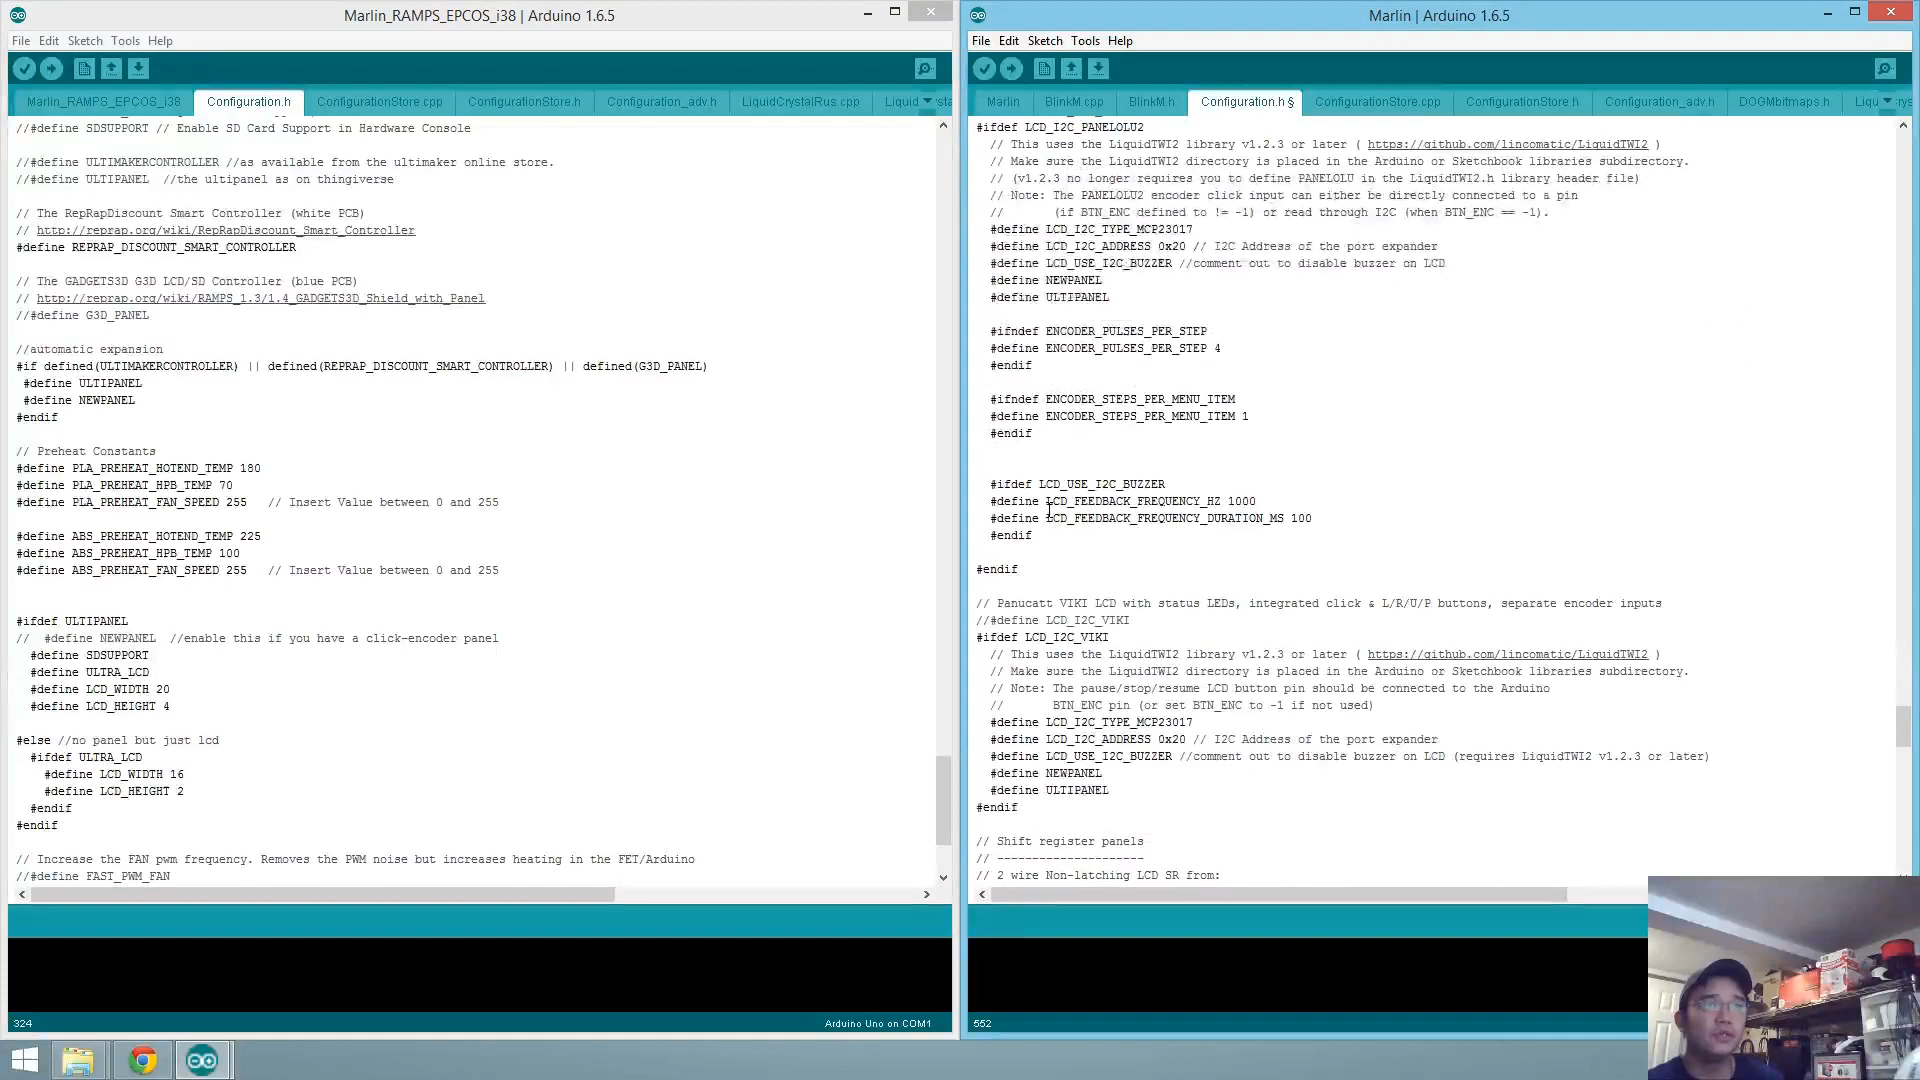 Marlin_RAMPS_EPCOS_i38 | Arduino 1.6.5
File Edit Sketch Tools Help
Marlin_RAMPS_EPCOS_i38 Configuration.h ConfigurationStore.cpp ConfigurationStore.h Configuration_adv.h LiquidCrystalRus.cpp Liquid
//#define SDSUPPORT // Enable SD Card Support in Hardware Console
//#define ULTIMAKERCONTROLLER //as available from the ultimaker online store.
//#define ULTIPANEL  //the ultipanel as on thingiverse
// The RepRapDiscount Smart Controller (white PCB)
// http://reprap.org/wiki/RepRapDiscount_Smart_Controller
#define REPRAP_DISCOUNT_SMART_CONTROLLER
// The GADGETS3D G3D LCD/SD Controller (blue PCB)
// http://reprap.org/wiki/RAMPS_1.3/1.4_GADGETS3D_Shield_with_Panel
//#define G3D_PANEL
//automatic expansion
#if defined(ULTIMAKERCONTROLLER) || defined(REPRAP_DISCOUNT_SMART_CONTROLLER) || defined(G3D_PANEL)
#define ULTIPANEL
#define NEWPANEL
#endif
// Preheat Constants
#define PLA_PREHEAT_HOTEND_TEMP 180
#define PLA_PREHEAT_HPB_TEMP 70
#define PLA_PREHEAT_FAN_SPEED 255   // Insert Value between 0 and 255
#define ABS_PREHEAT_HOTEND_TEMP 225
#define ABS_PREHEAT_HPB_TEMP 100
#define ABS_PREHEAT_FAN_SPEED 255   // Insert Value between 0 and 255
#ifdef ULTIPANEL
//  #define NEWPANEL  //enable this if you have a click-encoder panel
#define SDSUPPORT
#define ULTRA_LCD
#define LCD_WIDTH 20
#define LCD_HEIGHT 4
#else //no panel but just lcd
#ifdef ULTRA_LCD
#define LCD_WIDTH 16
#define LCD_HEIGHT 2
#endif
#endif
// Increase the FAN pwm frequency. Removes the PWM noise but increases heating in the FET/Arduino
//#define FAST_PWM_FAN
324
Arduino Uno on COM1
Marlin | Arduino 1.6.5
File Edit Sketch Tools Help
Marlin BlinkM.cpp BlinkM.h Configuration.h § ConfigurationStore.cpp ConfigurationStore.h Configuration_adv.h DOGMbitmaps.h
#ifdef LCD_I2C_PANELOLU2
// This uses the LiquidTWI2 library v1.2.3 or later ( https://github.com/lincomatic/LiquidTWI2 )
// Make sure the LiquidTWI2 directory is placed in the Arduino or Sketchbook libraries subdirectory.
// (v1.2.3 no longer requires you to define PANELOLU in the LiquidTWI2.h library header file)
// Note: The PANELOLU2 encoder click input can either be directly connected to a pin
//       (if BTN_ENC defined to != -1) or read through I2C (when BTN_ENC == -1).
#define LCD_I2C_TYPE_MCP23017
#define LCD_I2C_ADDRESS 0x20 // I2C Address of the port expander
#define LCD_USE_I2C_BUZZER //comment out to disable buzzer on LCD
#define NEWPANEL
#define ULTIPANEL
#ifndef ENCODER_PULSES_PER_STEP
#define ENCODER_PULSES_PER_STEP 4
#endif
#ifndef ENCODER_STEPS_PER_MENU_ITEM
#define ENCODER_STEPS_PER_MENU_ITEM 1
#endif
#ifdef LCD_USE_I2C_BUZZER
#define LCD_FEEDBACK_FREQUENCY_HZ 1000
#define LCD_FEEDBACK_FREQUENCY_DURATION_MS 100
#endif
#endif
// Panucatt VIKI LCD with status LEDs, integrated click & L/R/U/P buttons, separate encoder inputs
//#define LCD_I2C_VIKI
#ifdef LCD_I2C_VIKI
// This uses the LiquidTWI2 library v1.2.3 or later ( https://github.com/lincomatic/LiquidTWI2 )
// Make sure the LiquidTWI2 directory is placed in the Arduino or Sketchbook libraries subdirectory.
// Note: The pause/stop/resume LCD button pin should be connected to the Arduino
//       BTN_ENC pin (or set BTN_ENC to -1 if not used)
#define LCD_I2C_TYPE_MCP23017
#define LCD_I2C_ADDRESS 0x20 // I2C Address of the port expander
#define LCD_USE_I2C_BUZZER //comment out to disable buzzer on LCD (requires LiquidTWI2 v1.2.3 or later)
#define NEWPANEL
#define ULTIPANEL
#endif
// Shift register panels
// ---------------------
// 2 wire Non-latching LCD SR from:
552